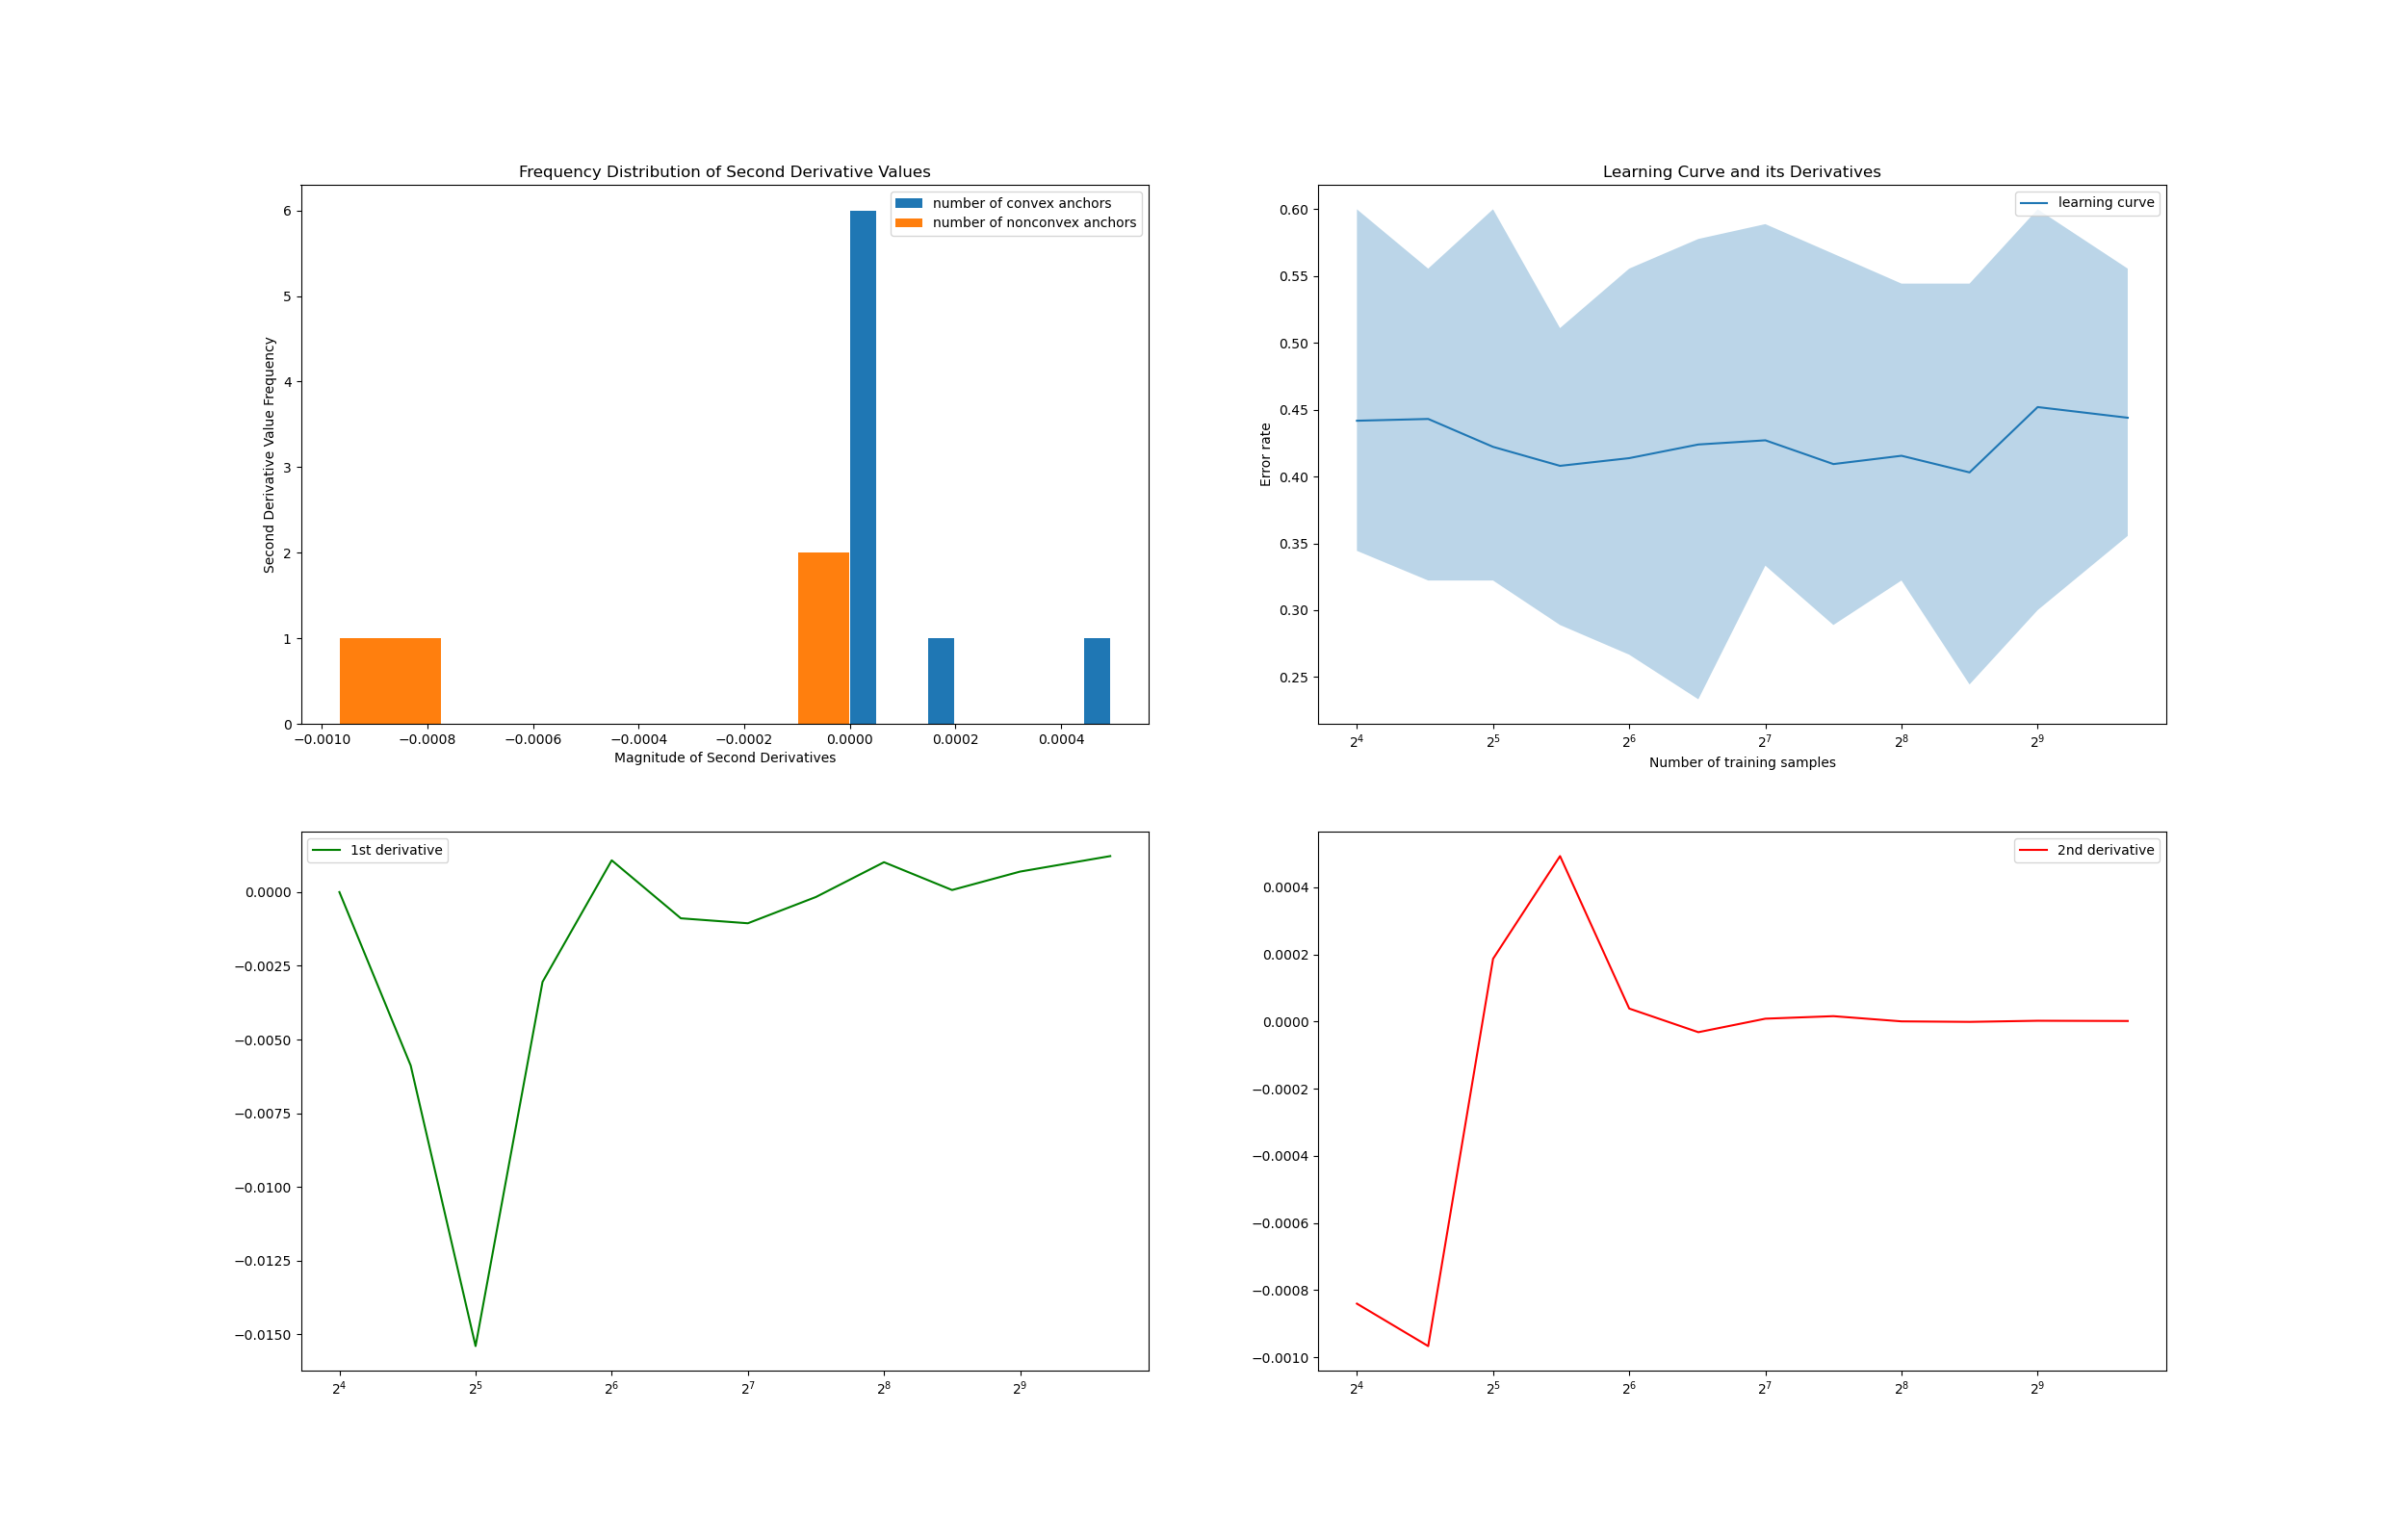 Frequency Distribution of Second Derivative Values
number of convex anchors
number of nonconvex anchors
6
5
4
3
2
1
0
Second Derivative Value Frequency
−0.0010 −0.0008 −0.0006 −0.0004 −0.0002 0.0000 0.0002 0.0004
Magnitude of Second Derivatives
Learning Curve and its Derivatives
learning curve
0.60
0.55
0.50
0.45
0.40
0.35
0.30
0.25
Error rate
2⁴ 2⁵ 2⁶ 2⁷ 2⁸ 2⁹
Number of training samples
1st derivative
0.0000
−0.0025
−0.0050
−0.0075
−0.0100
−0.0125
−0.0150
2⁴ 2⁵ 2⁶ 2⁷ 2⁸ 2⁹
2nd derivative
0.0004
0.0002
0.0000
−0.0002
−0.0004
−0.0006
−0.0008
−0.0010
2⁴ 2⁵ 2⁶ 2⁷ 2⁸ 2⁹